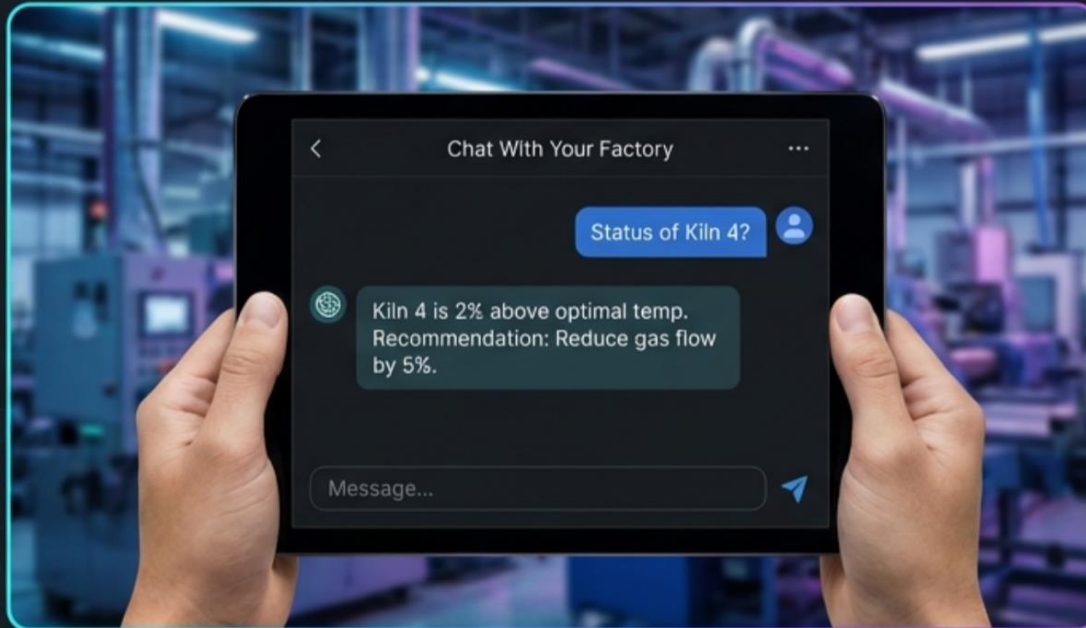 Chat With Your Factory
Status of Kiln 4?
Kiln 4 is 2% above optimal temp.
Recommendation: Reduce gas flow
by 5%.
Message...